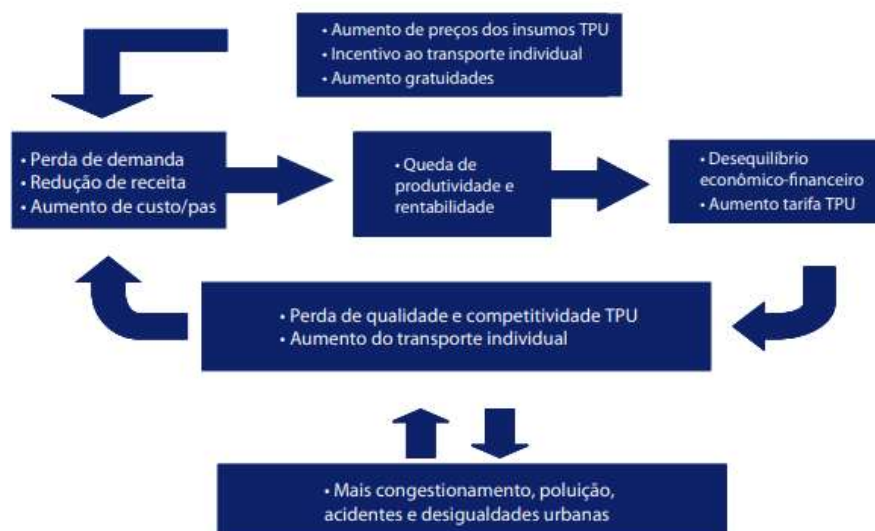 • Aumento de preços dos insumos TPU
• Incentivo ao transporte individual
• Aumento gratuidades
• Perda de demanda
• Redução de receita
• Aumento de custo/pas
• Queda de
produtividade e
rentabilidade
• Desequilíbrio
econômico-financeiro
• Aumento tarifa TPU
• Perda de qualidade e competitividade TPU
• Aumento do transporte individual
• Mais congestionamento, poluição,
acidentes e desigualdades urbanas